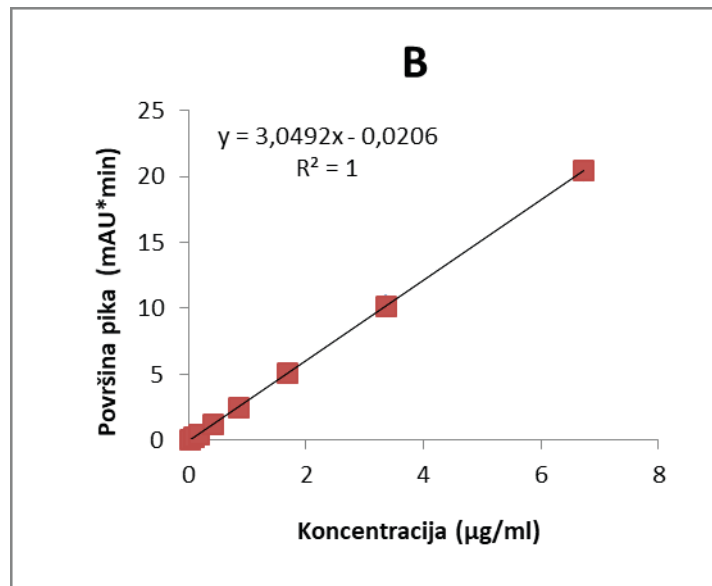 B
y = 3,0492x - 0,0206
R² = 1
Površina pika (mAU*min)
25
20
15
10
5
0
0 2 4 6 8
Koncentracija (µg/ml)